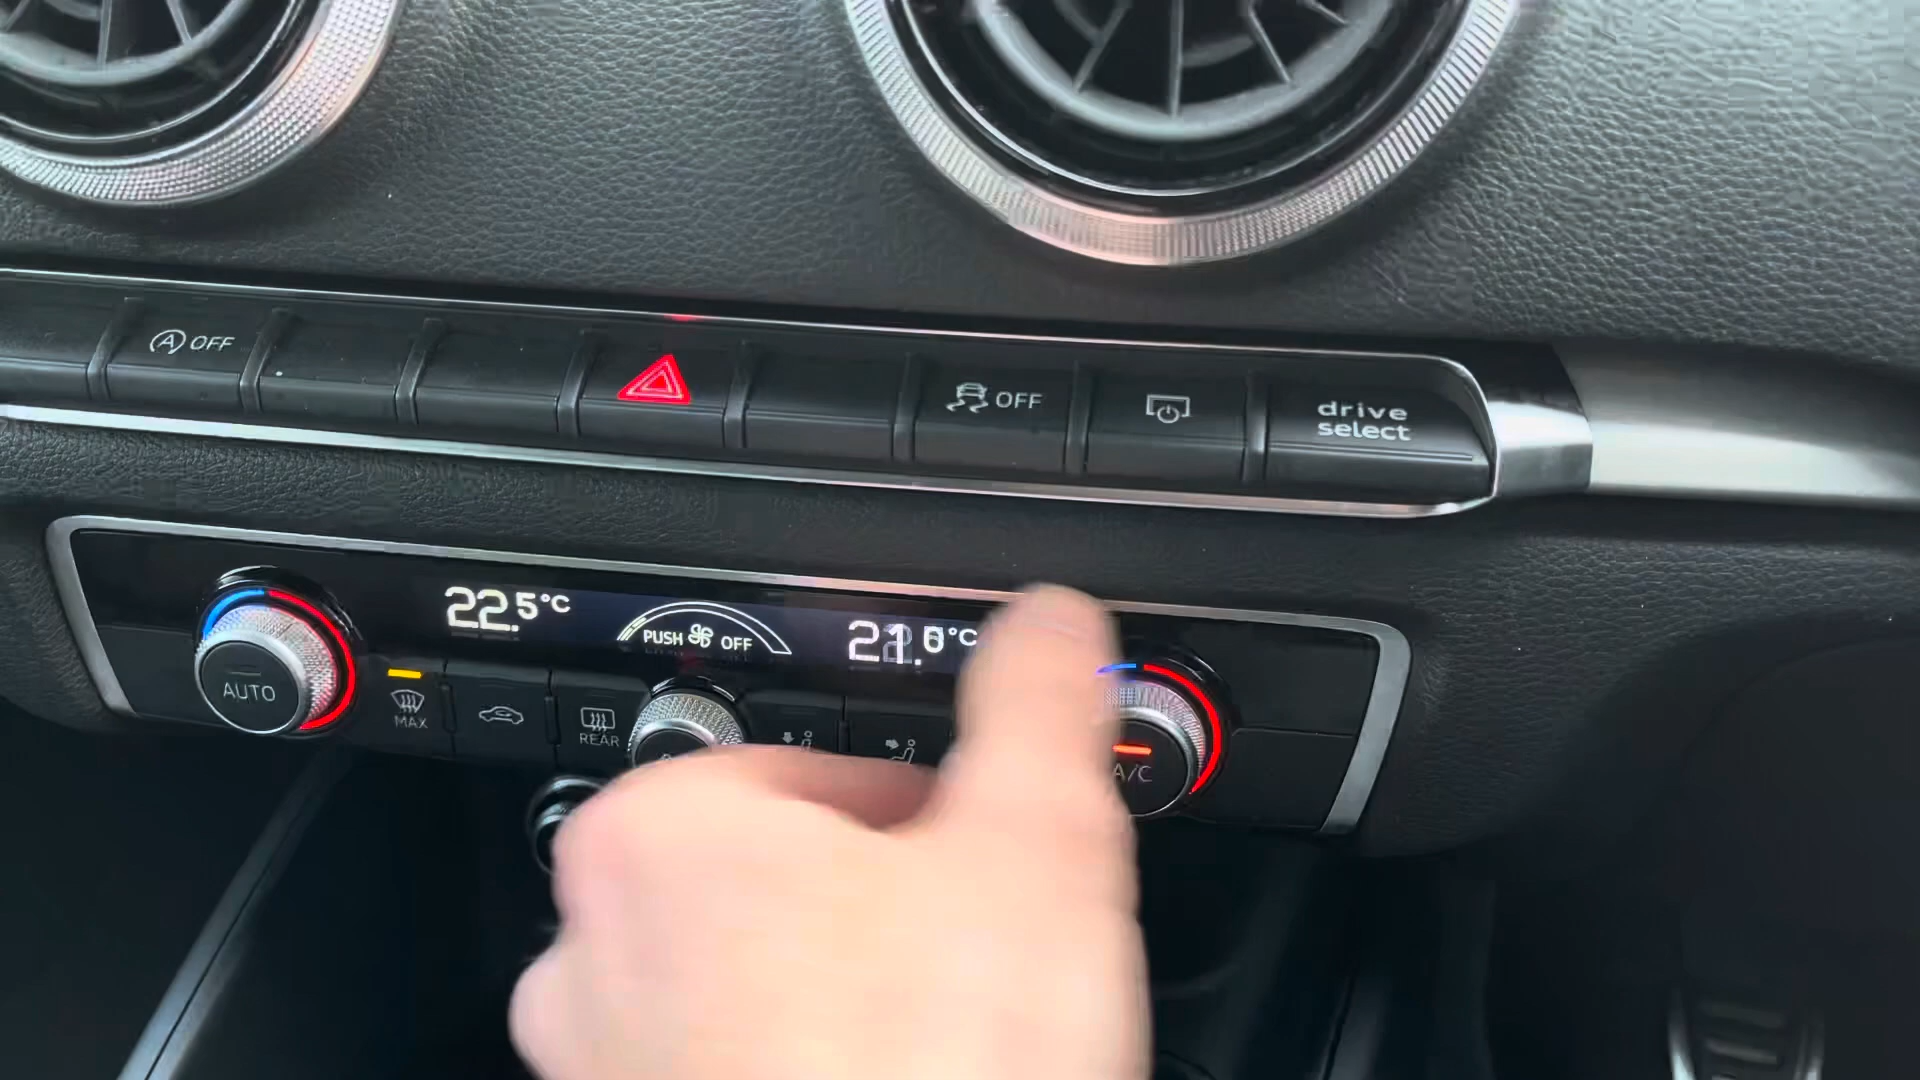 A OFF
OFF
drive
select
22.5°C
PUSH OFF
°C
AUTO
MAX
REAR
A/C